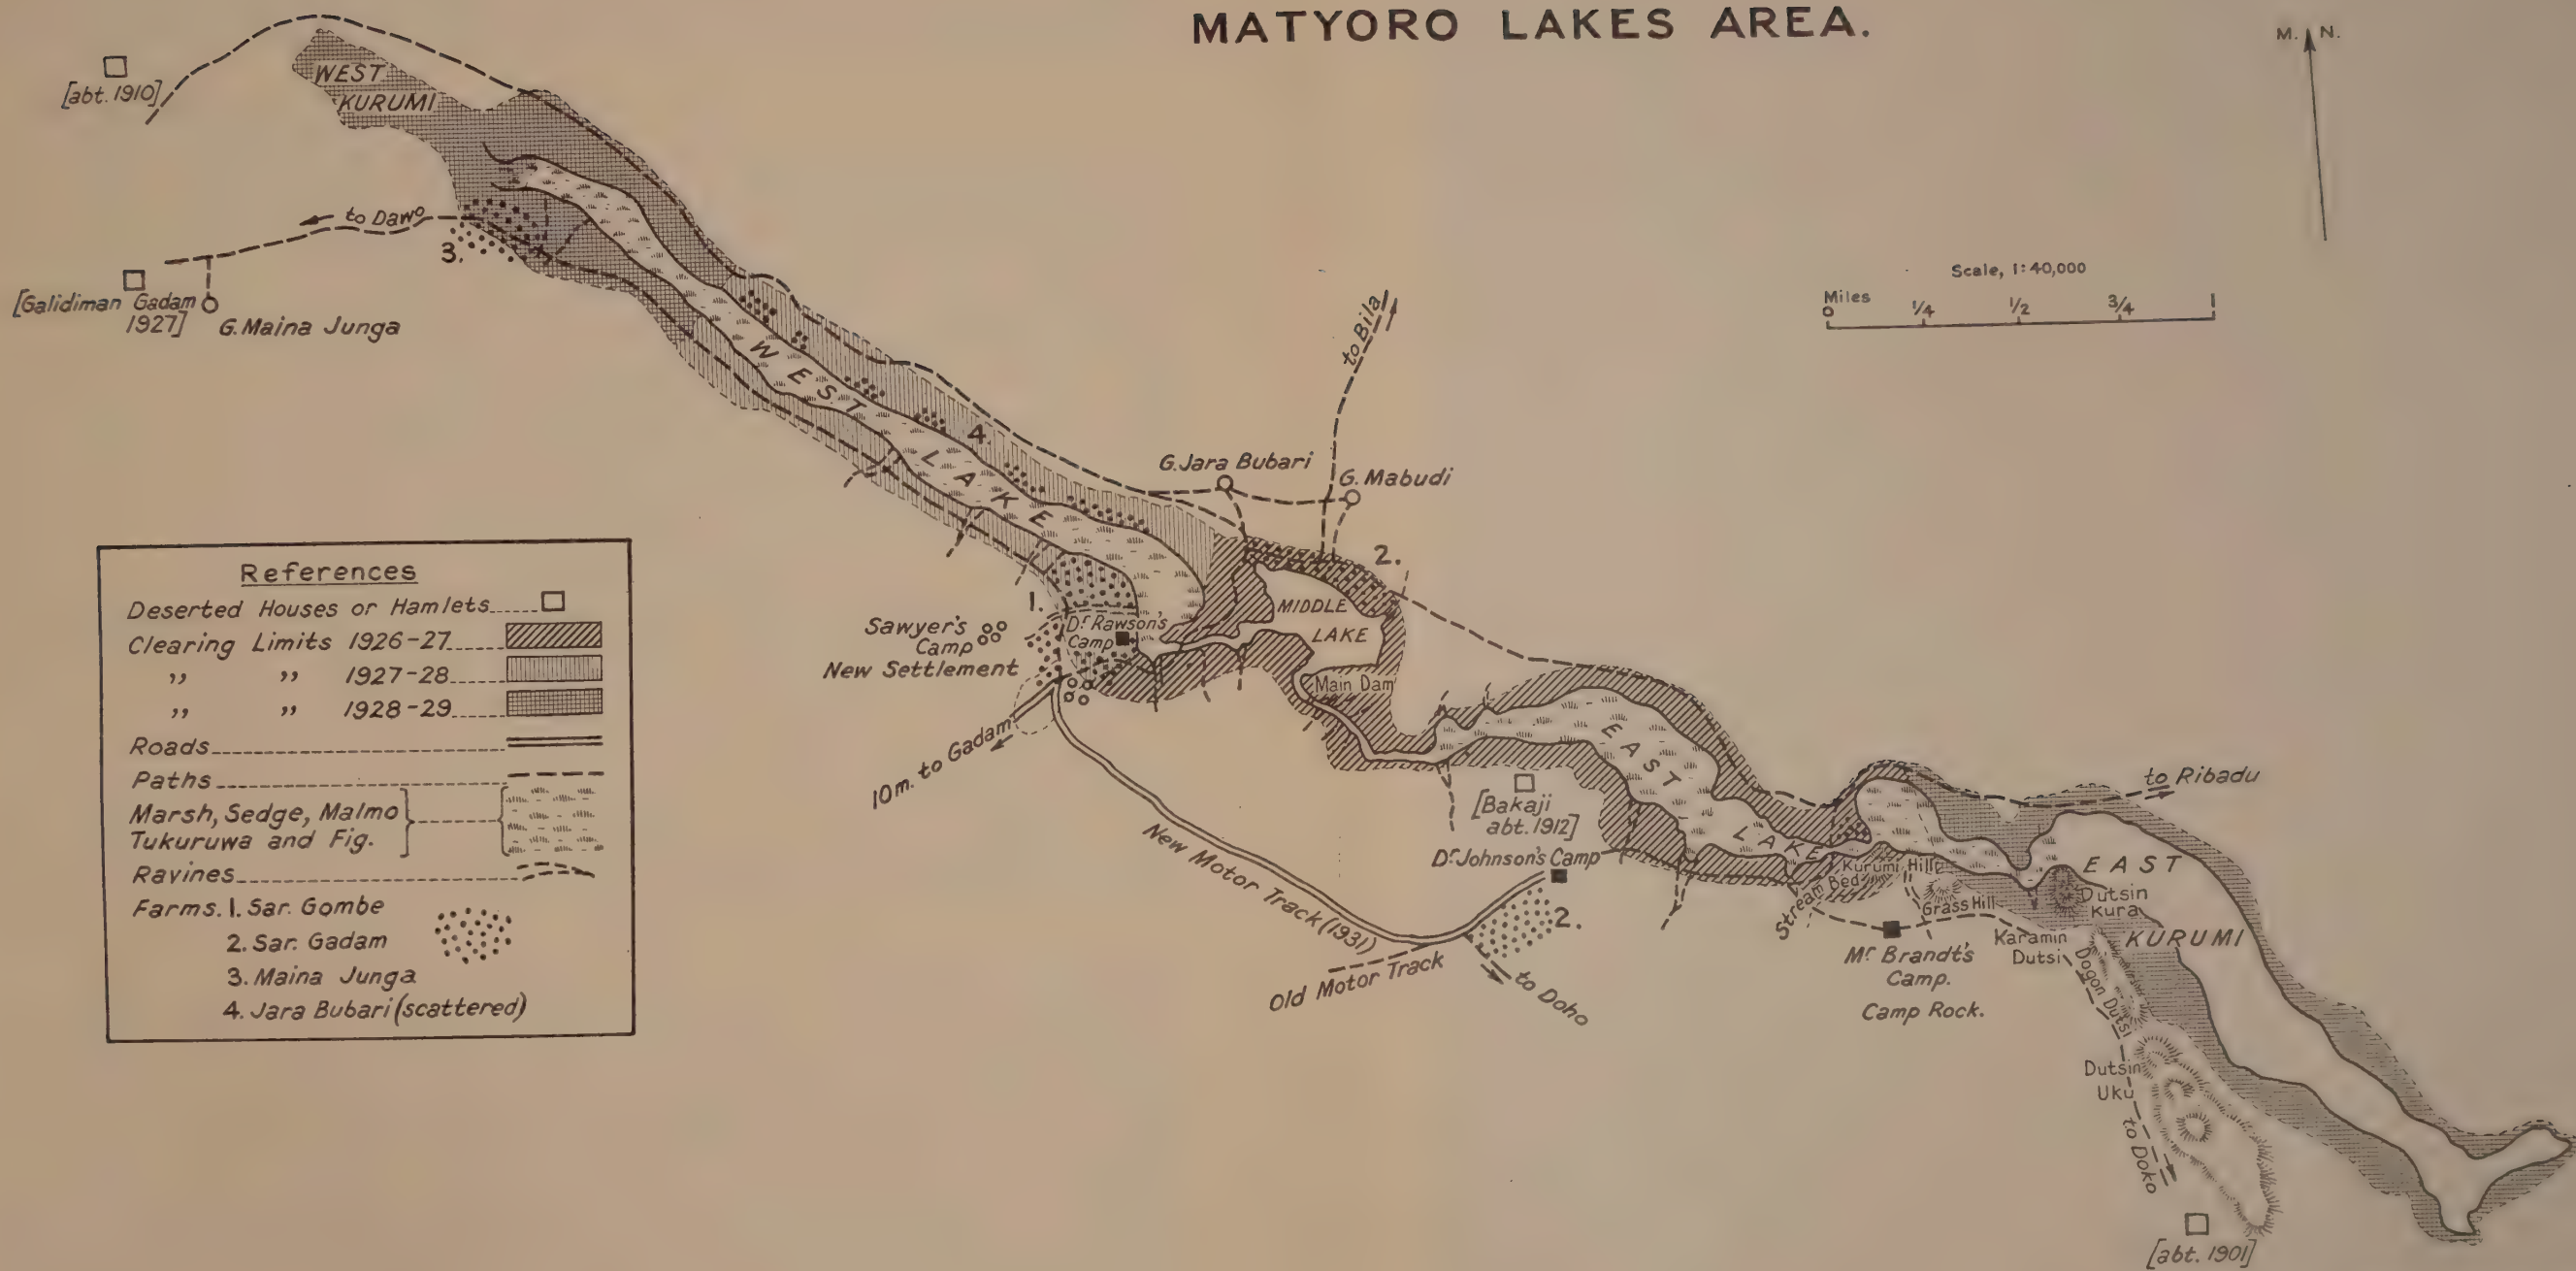 MATYORO LAKES AREA.
M. N.
[abt. 1910]
WEST
KURUMI
to Dawo
3.
[Galidiman Gadam
1927]
G. Maina Junga
Scale, 1:40,000
Miles
0 1/4 1/2 3/4 1
to Bila
WEST LAKE
4.
G. Jara Bubari
G. Mabudi
2.
MIDDLE
LAKE
Main Dam
1.
Sawyer's
Camp
New Settlement
Dr. Rawson's
Camp
10 m. to Gadam
New Motor Track (1931)
Old Motor Track
to Doho
2.
[Bakaji
abt. 1912]
Dr. Johnson's Camp
EAST LAKE
Stream Bed
Kurumi Hill
Grass Hill
Mr. Brandt's
Camp.
Camp Rock.
to Ribadu
EAST
KURUMI
Dutsin
Kura
Karamin
Dutsi
Dogon Dutsi
Dutsin
Uku
to Doko
[abt. 1901]
References
Deserted Houses or Hamlets
Clearing Limits 1926-27
,, ,, 1927-28
,, ,, 1928-29
Roads
Paths
Marsh, Sedge, Malmo
Tukuruwa and Fig.
Ravines
Farms. 1. Sar. Gombe
2. Sar. Gadam
3. Maina Junga
4. Jara Bubari (scattered)